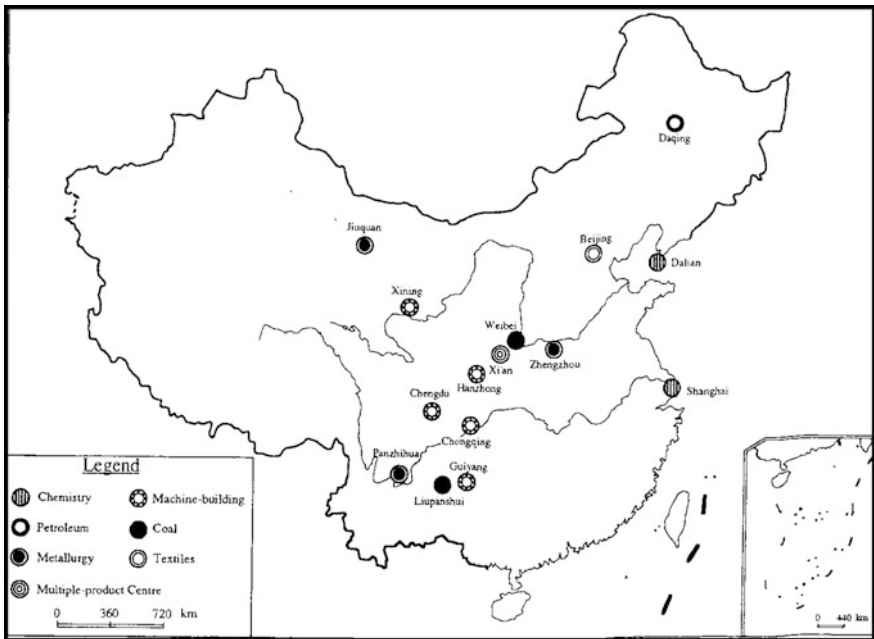 Daqing
Jiuquan
Beijing
Dalian
Xining
Weibei
Xi'an
Zhengzhou
Hanzhong
Chengdu
Shanghai
Chongqing
Panzhihua
Guiyang
Liupanshui
Legend
Chemistry
Machine-building
Petroleum
Coal
Metallurgy
Textiles
Multiple-product Centre
0 360 720 km
0 440 km